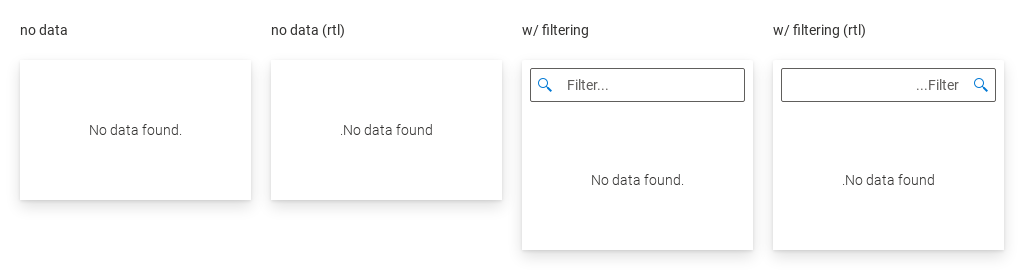 no data
no data (rtl)
w/ filtering
w/ filtering (rtl)
Filter...
...Filter
No data found.
.No data found
No data found.
.No data found